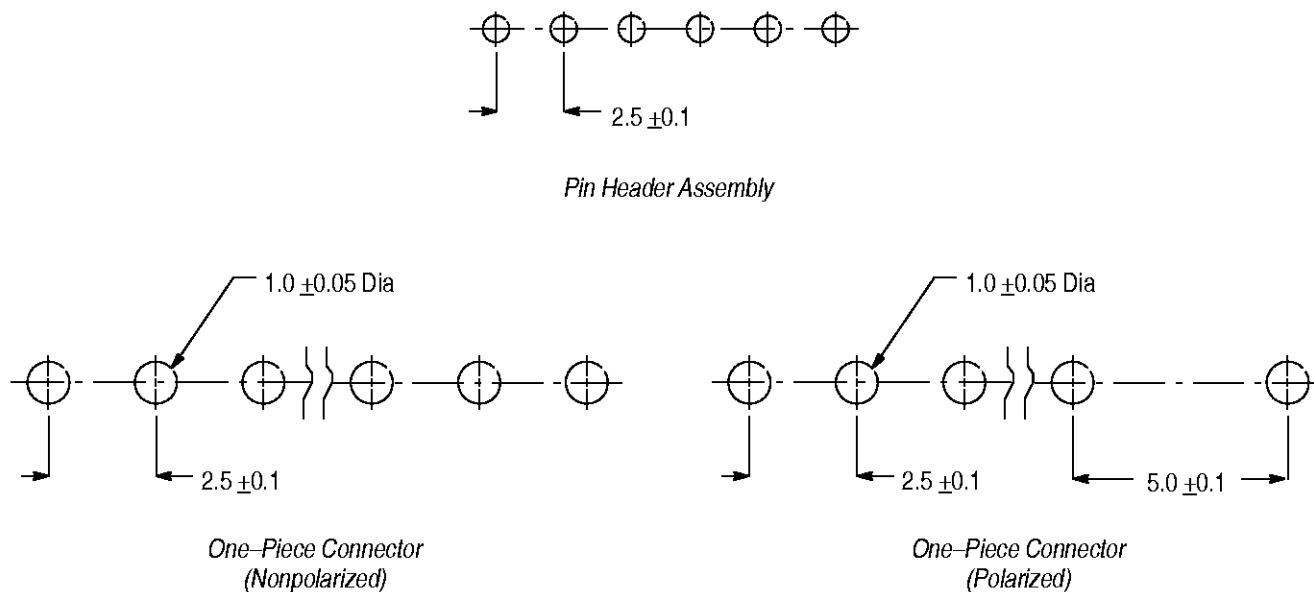 2.5 ±0.1
Pin Header Assembly
1.0 ±0.05 Dia
2.5 ±0.1
One–Piece Connector
(Nonpolarized)
1.0 ±0.05 Dia
2.5 ±0.1
5.0 ±0.1
One–Piece Connector
(Polarized)